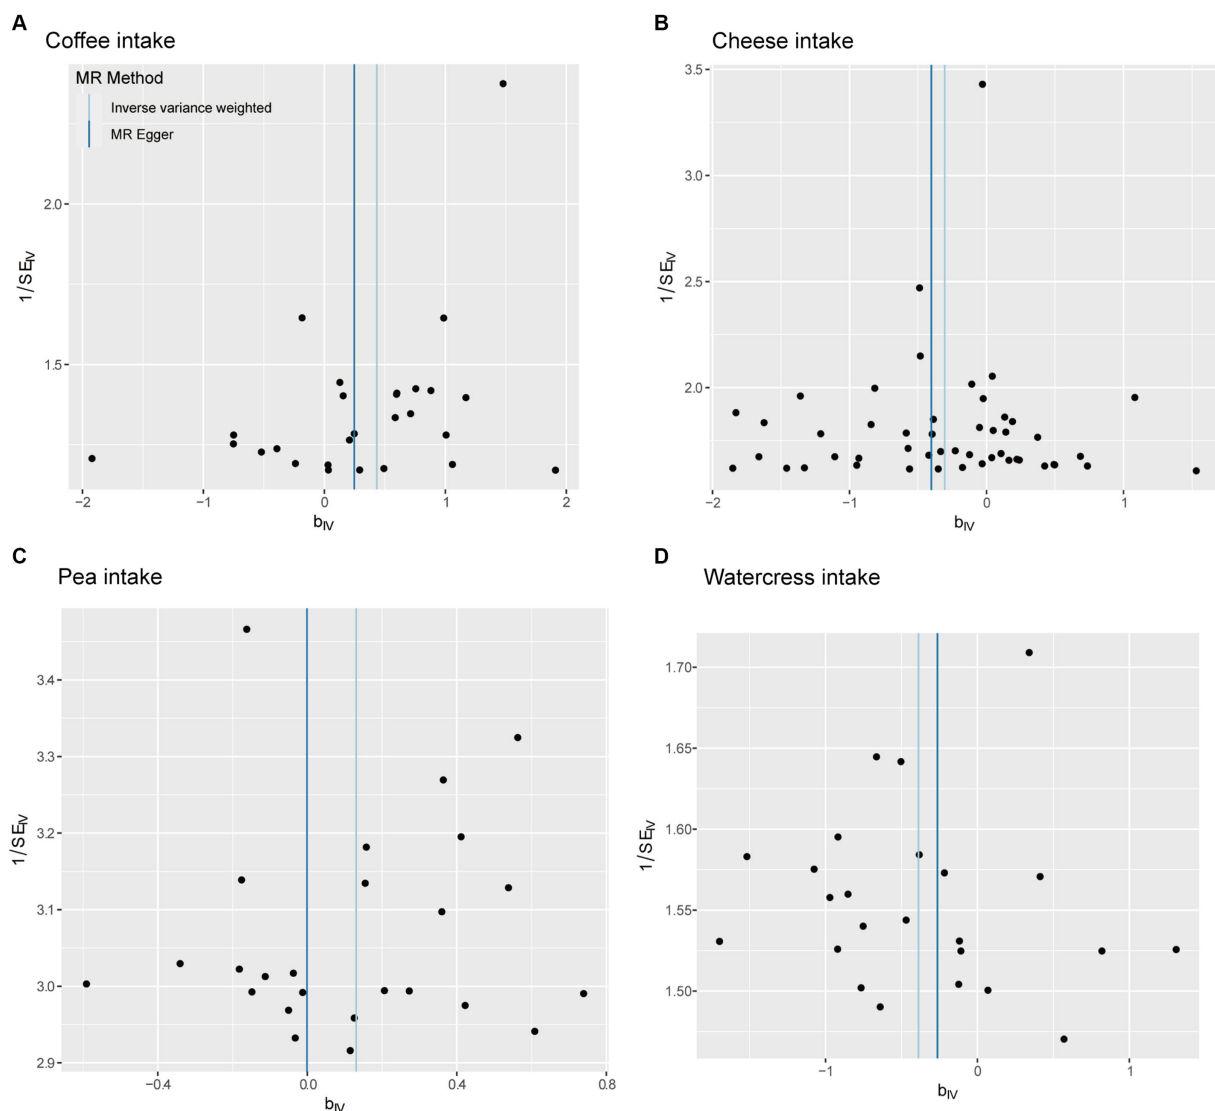 A
Coffee intake
MR Method
Inverse variance weighted
MR Egger
2.0
1.5
1/SE_IV
−2
−1
0
1
2
b_IV
B
Cheese intake
3.5
3.0
2.5
2.0
1/SE_IV
−2
−1
0
1
b_IV
C
Pea intake
3.4
3.3
3.2
3.1
3.0
2.9
1/SE_IV
−0.4
0.0
0.4
0.8
b_IV
D
Watercress intake
1.70
1.65
1.60
1.55
1.50
1/SE_IV
−1
0
1
b_IV